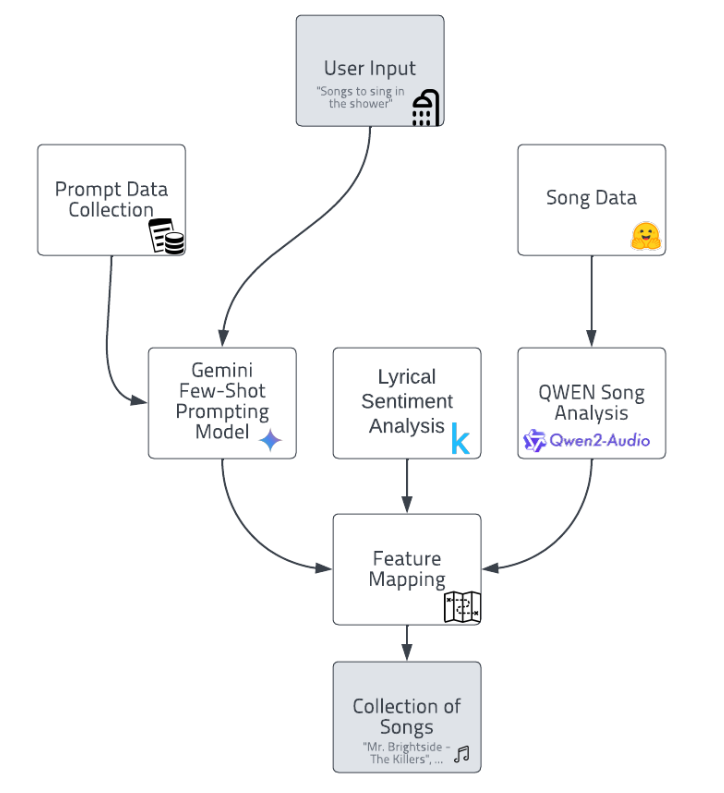 User Input
"Songs to sing in
the shower"
Prompt Data
Collection
Song Data
Gemini
Few-Shot
Prompting
Model
Lyrical
Sentiment
Analysis
k
QWEN Song
Analysis
Qwen2-Audio
Feature
Mapping
Collection of
Songs
"Mr. Brightside -
The Killers", ...